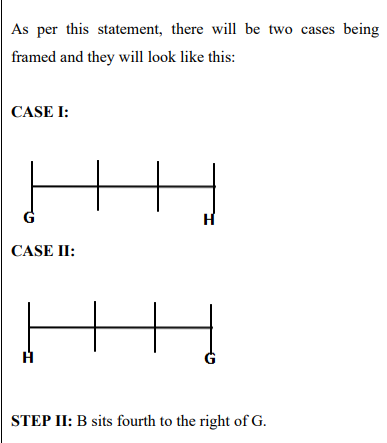 As per this statement, there will be two cases being
framed and they will look like this:
CASE I:
G H
CASE II:
H G
STEP II: B sits fourth to the right of G.